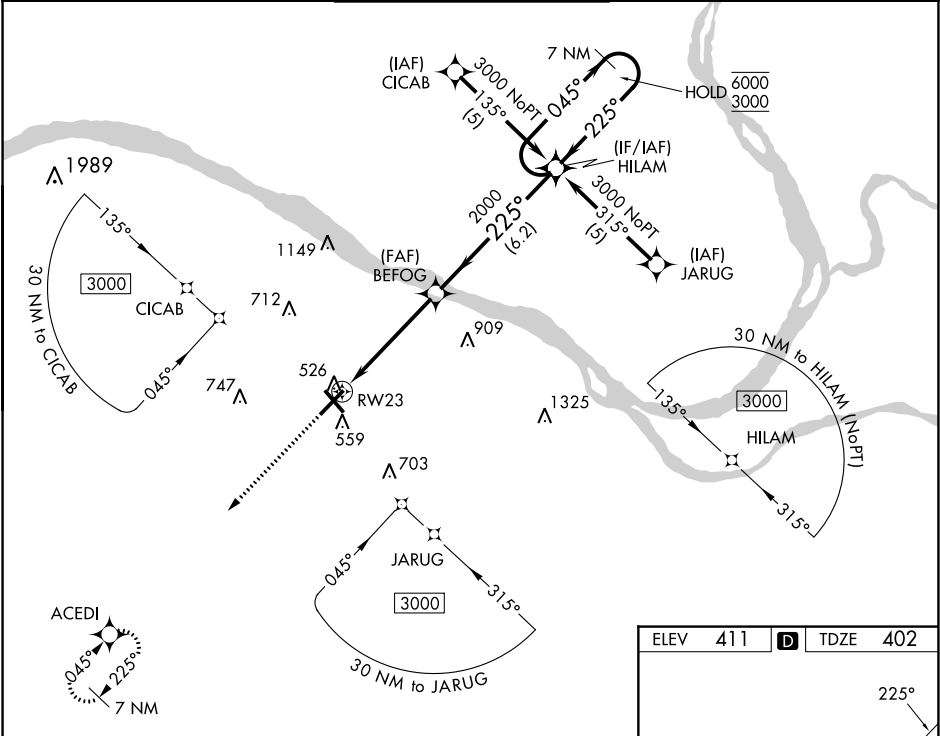 (IAF)
CICAB
3000 NoPT
135°
(5)
7 NM
045°
225°
HOLD
6000
3000
(IF/IAF)
HILAM
3000 NoPT
315°
(5)
(IAF)
JARUG
2000
225°
(6.2)
(FAF)
BEFOG
1989
1149
712
747
909
526
RW23
559
1325
703
135°
3000
CICAB
045°
30 NM to CICAB
30 NM to HILAM (NoPT)
135°
3000
HILAM
315°
045°
JARUG
315°
3000
30 NM to JARUG
ACEDI
045°
225°
7 NM
ELEV 411 D TDZE 402
225°